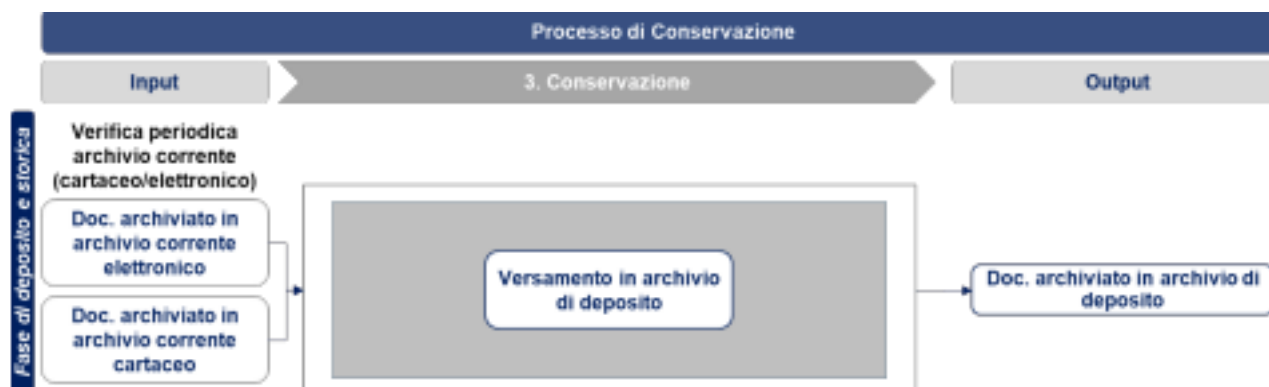 Processo di Conservazione
Input
3. Conservazione
Output
Fase di deposito e storica
Verifica periodica
archivio corrente
(cartaceo/elettronico)
Doc. archiviato in
archivio corrente
elettronico
Doc. archiviato in
archivio corrente
cartaceo
Versamento in archivio
di deposito
Doc. archiviato in archivio di
deposito